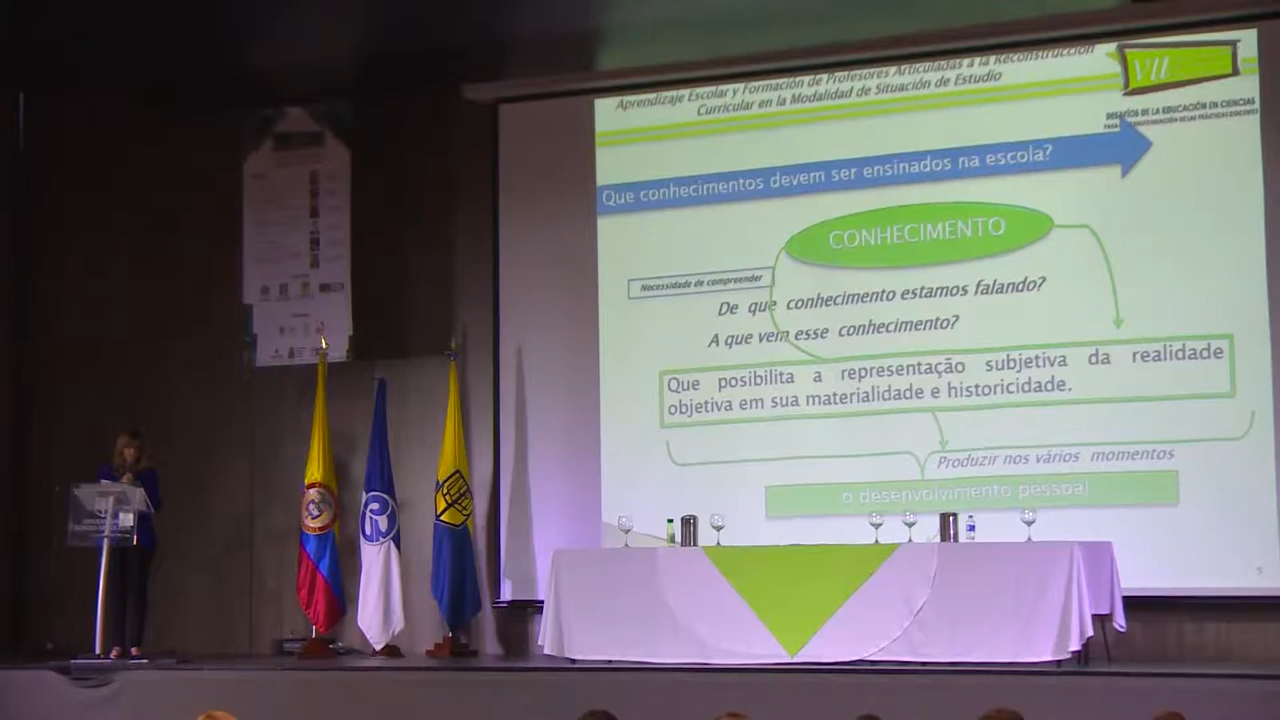 Aprendizaje Escolar y Formación de Profesores Articuladas a la Reconstrucción
Curricular en la Modalidad de Situación de Estudio
VII
DESAFÍOS DE LA EDUCACIÓN EN CIENCIAS
Que conhecimentos devem ser ensinados na escola?
CONHECIMENTO
Necessidade de compreender
De que conhecimento estamos falando?
A que vem esse conhecimento?
Que posibilita a representação subjetiva da realidade
objetiva em sua materialidade e historicidade.
Produzir nos vários momentos
o desenvolvimento pessoal
5